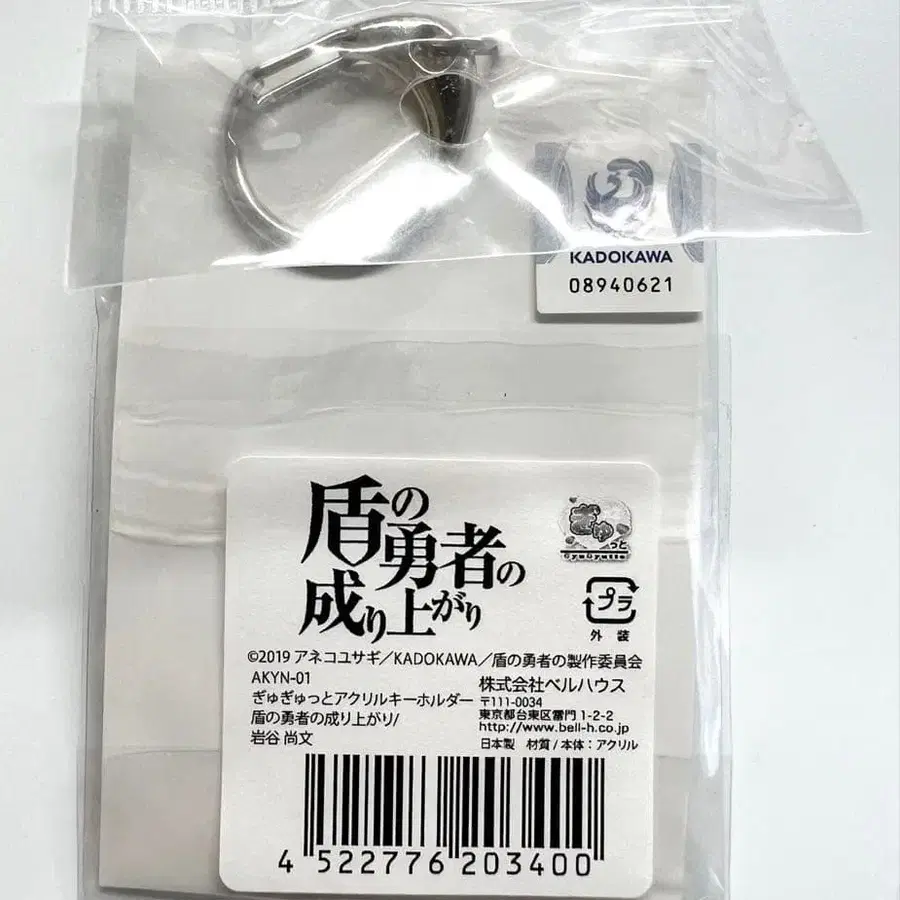 KADOKAWA
08940621
盾の勇者の
成り上がり
ぎゅっと
GyuGyutto
プラ
外装
©2019 アネコユサギ／KADOKAWA／盾の勇者の製作委員会
AKYN-01
ぎゅぎゅっとアクリルキーホルダー
盾の勇者の成り上がり/
岩谷 尚文
株式会社ベルハウス
〒111-0034
東京都台東区雷門 1-2-2
http://www.bell-h.co.jp
日本製 材質/本体：アクリル
4 522776 203400